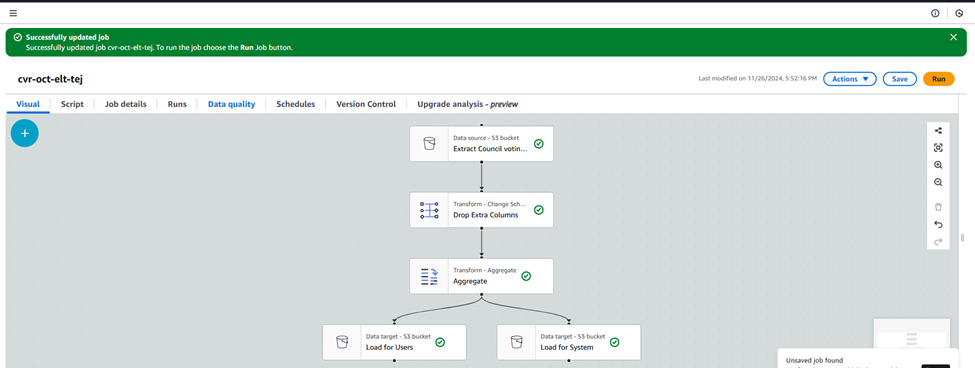 Successfully updated job
Successfully updated job cvr-oct-elt-tej. To run the job choose the Run Job button.
cvr-oct-elt-tej
Last modified on 11/26/2024, 5:52:16 PM
Actions
Save
Run
Visual
Script
Job details
Runs
Data quality
Schedules
Version Control
Upgrade analysis - preview
Data source - S3 bucket
Extract Council votin...
Transform - Change Sch...
Drop Extra Columns
Transform - Aggregate
Aggregate
Data target - S3 bucket
Load for Users
Data target - S3 bucket
Load for System
Unsaved job found